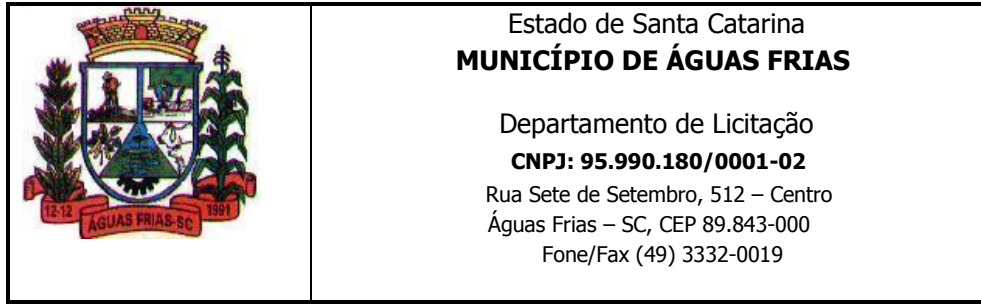 12-12
ÁGUAS FRIAS-SC
1991
Estado de Santa Catarina
MUNICÍPIO DE ÁGUAS FRIAS
Departamento de Licitação
CNPJ: 95.990.180/0001-02
Rua Sete de Setembro, 512 – Centro
Águas Frias – SC, CEP 89.843-000
Fone/Fax (49) 3332-0019